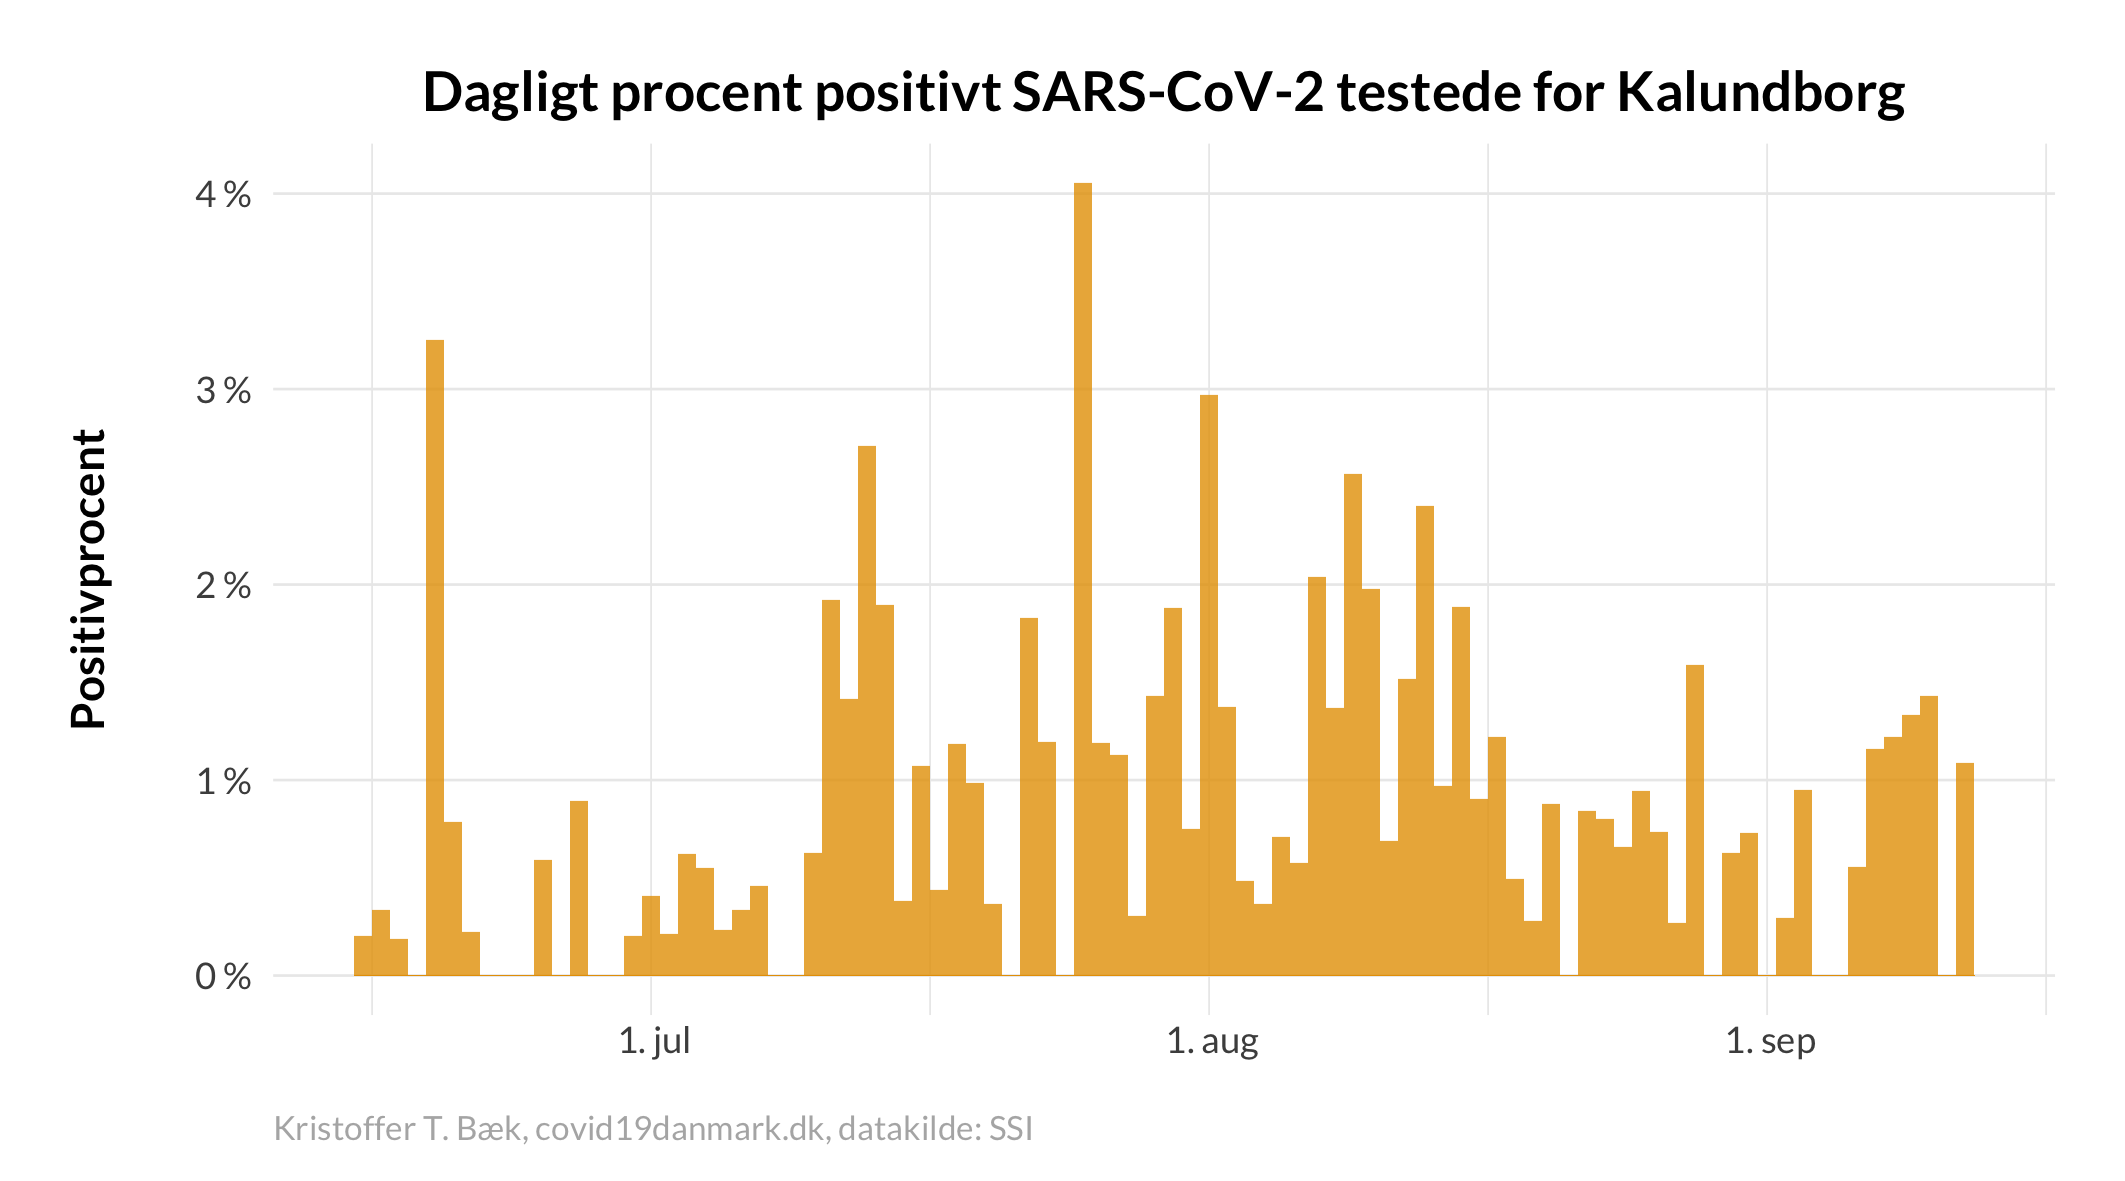 Dagligt procent positivt SARS-CoV-2 testede for Kalundborg
Positivprocent
4 %
3 %
2 %
1 %
0 %
1. jul
1. aug
1. sep
Kristoffer T. Bæk, covid19danmark.dk, datakilde: SSI